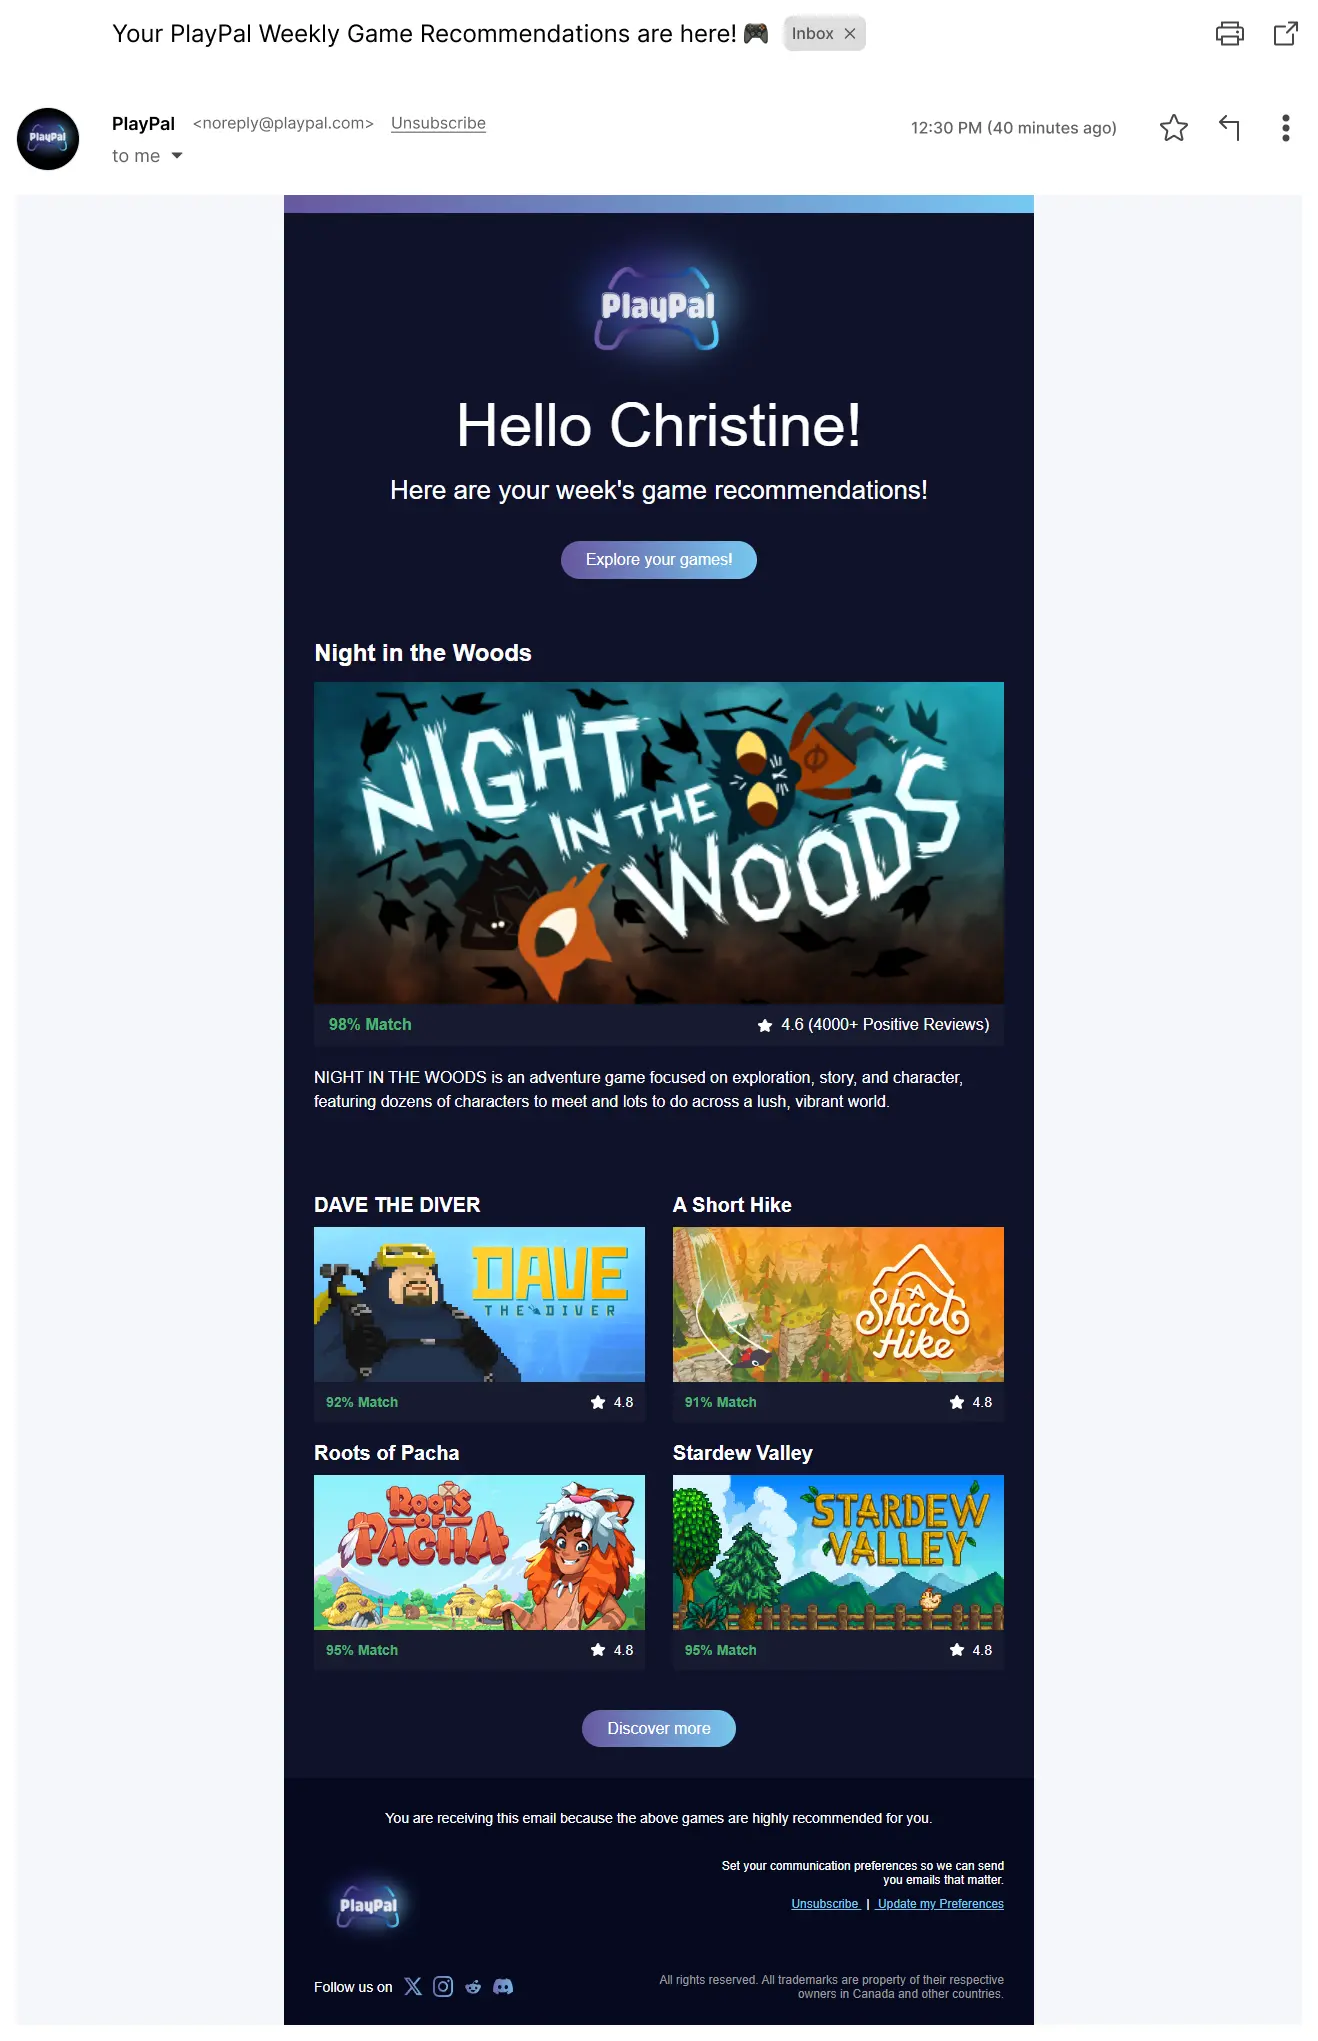 Your PlayPal Weekly Game Recommendations are here! 🎮 Inbox ×
PlayPal <noreply@playpal.com> Unsubscribe
12:30 PM (40 minutes ago)
to me
PlayPal
PlayPal
Hello Christine!
Here are your week's game recommendations!
Explore your games!
Night in the Woods
NIGHT IN THE WOODS
98% Match
4.6 (4000+ Positive Reviews)
NIGHT IN THE WOODS is an adventure game focused on exploration, story, and character,
featuring dozens of characters to meet and lots to do across a lush, vibrant world.
DAVE THE DIVER
DAVE
THE DIVER
92% Match
4.8
A Short Hike
A
Short
Hike
91% Match
4.8
Roots of Pacha
ROOTS
OF
PACHA
95% Match
4.8
Stardew Valley
STARDEW
VALLEY
95% Match
4.8
Discover more
You are receiving this email because the above games are highly recommended for you.
PlayPal
Set your communication preferences so we can send
you emails that matter.
Unsubscribe | Update my Preferences
Follow us on
All rights reserved. All trademarks are property of their respective
owners in Canada and other countries.